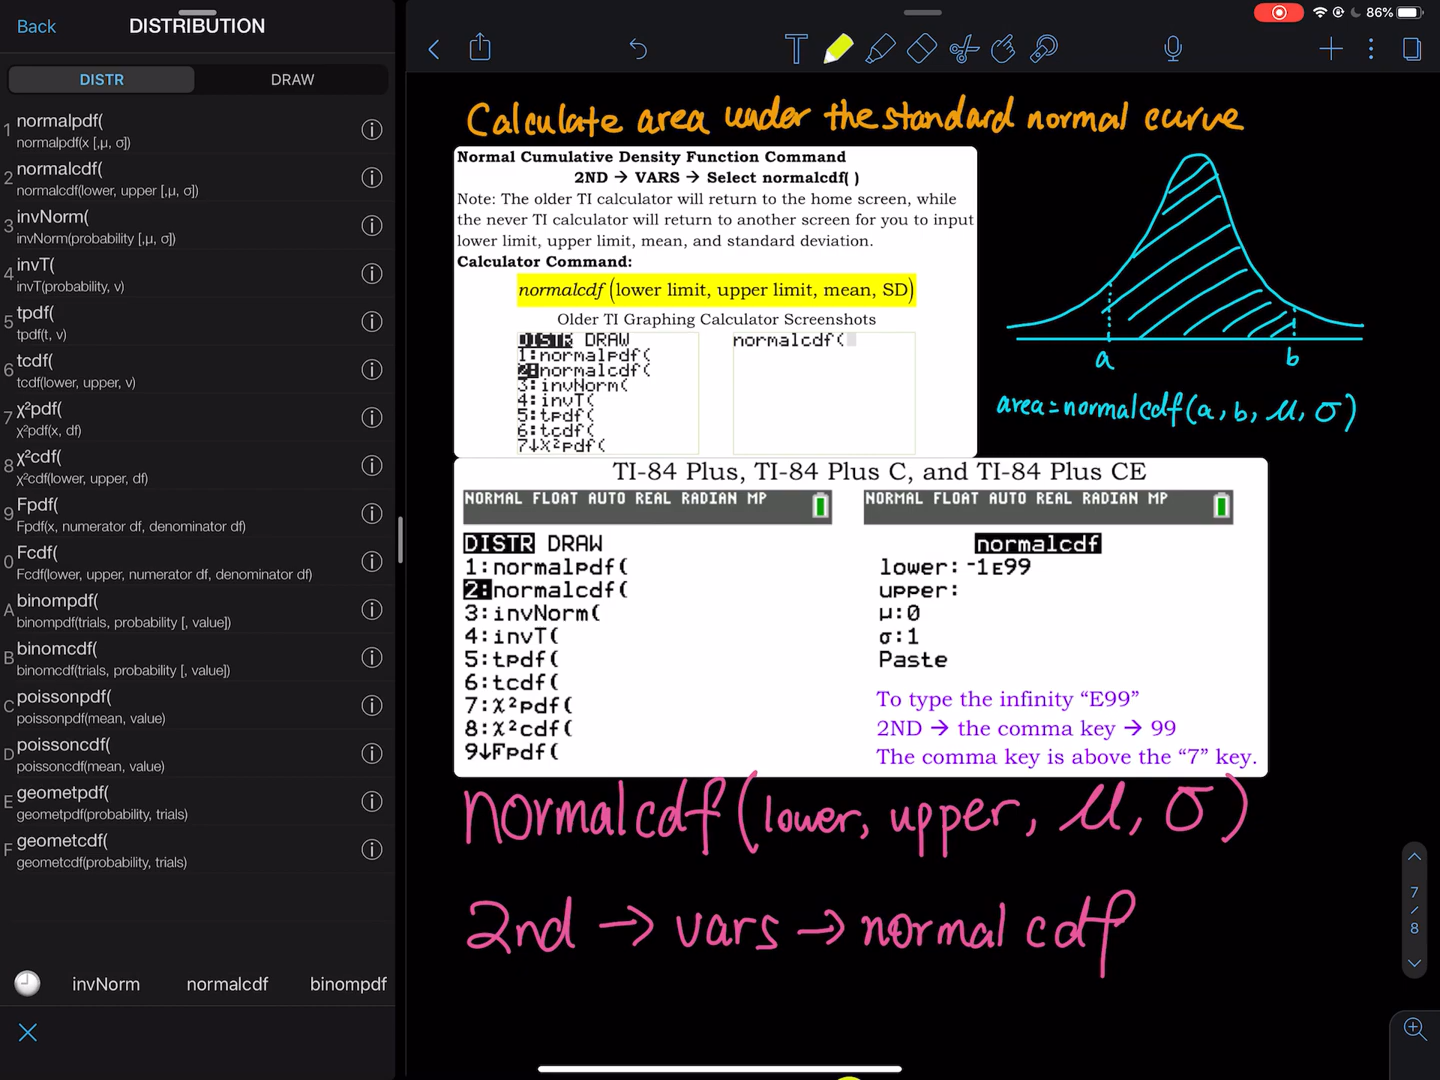 86%
Back
DISTRIBUTION
DISTR
DRAW
1 normalpdf(
normalpdf(x [,μ, σ])
2 normalcdf(
normalcdf(lower, upper [,μ, σ])
3 invNorm(
invNorm(probability [,μ, σ])
4 invT(
invT(probability, v)
5 tpdf(
tpdf(t, v)
6 tcdf(
tcdf(lower, upper, v)
7 χ²pdf(
χ²pdf(x, df)
8 χ²cdf(
χ²cdf(lower, upper, df)
9 Fpdf(
Fpdf(x, numerator df, denominator df)
0 Fcdf(
Fcdf(lower, upper, numerator df, denominator df)
A binompdf(
binompdf(trials, probability [, value])
B binomcdf(
binomcdf(trials, probability [, value])
C poissonpdf(
poissonpdf(mean, value)
D poissoncdf(
poissoncdf(mean, value)
E geometpdf(
geometpdf(probability, trials)
F geometcdf(
geometcdf(probability, trials)
invNorm normalcdf binompdf
Calculate area under the standard normal curve
Normal Cumulative Density Function Command
2ND → VARS → Select normalcdf( )
Note: The older TI calculator will return to the home screen, while
the never TI calculator will return to another screen for you to input
lower limit, upper limit, mean, and standard deviation.
Calculator Command:
normalcdf (lower limit, upper limit, mean, SD)
Older TI Graphing Calculator Screenshots
DISTR DRAW
1:normalpdf(
2:normalcdf(
3:invNorm(
4:invT(
5:tpdf(
6:tcdf(
7↓χ²pdf(
normalcdf(
a
b
area=normalcdf(a, b, μ, σ)
TI-84 Plus, TI-84 Plus C, and TI-84 Plus CE
NORMAL FLOAT AUTO REAL RADIAN MP
DISTR DRAW
1:normalpdf(
2:normalcdf(
3:invNorm(
4:invT(
5:tpdf(
6:tcdf(
7:χ²pdf(
8:χ²cdf(
9↓Fpdf(
NORMAL FLOAT AUTO REAL RADIAN MP
normalcdf
lower:-1E99
upper:
μ:0
σ:1
Paste
To type the infinity “E99”
2ND → the comma key → 99
The comma key is above the “7” key.
normalcdf(lower, upper, μ, σ)
2nd → vars → normal cdf
7
/
8